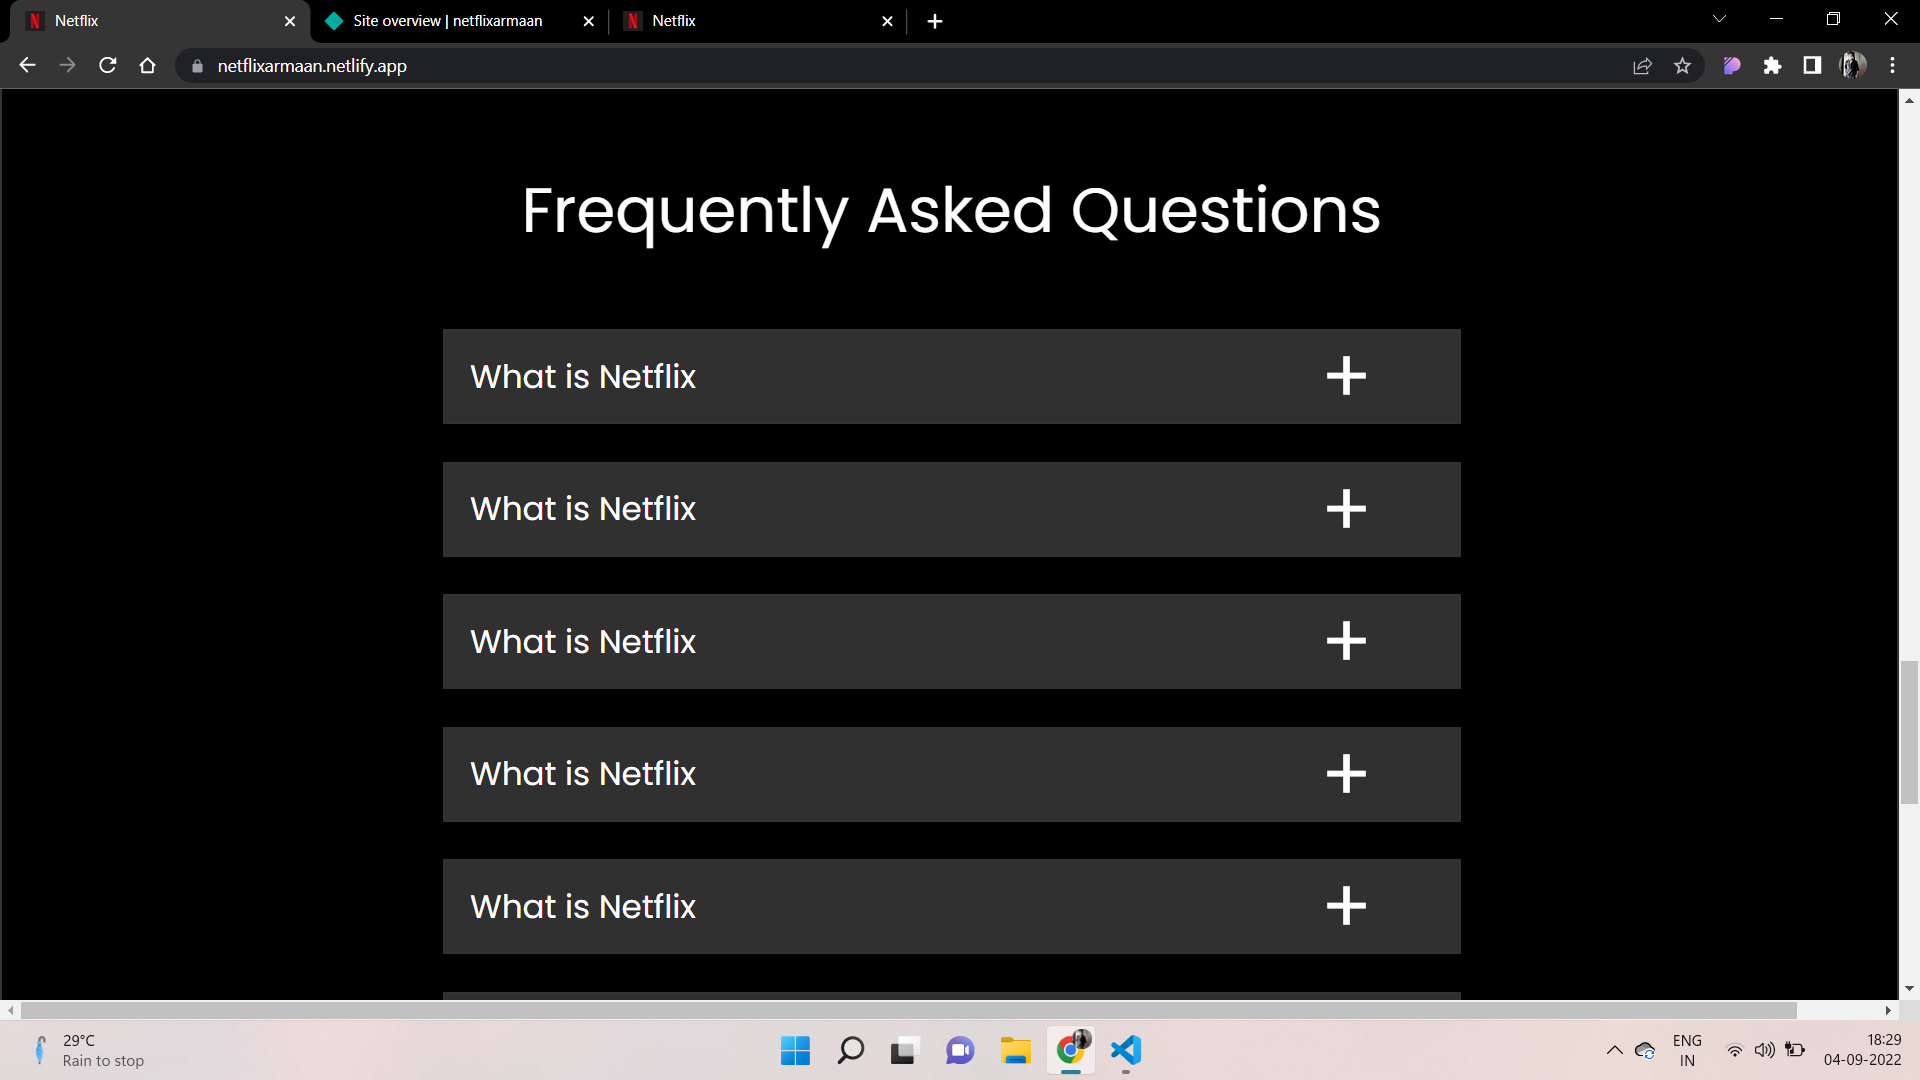 Netflix
Site overview | netflixarmaan
Netflix
netflixarmaan.netlify.app
Frequently Asked Questions
What is Netflix
What is Netflix
What is Netflix
What is Netflix
What is Netflix
29°C
Rain to stop
ENG
IN
18:29
04-09-2022